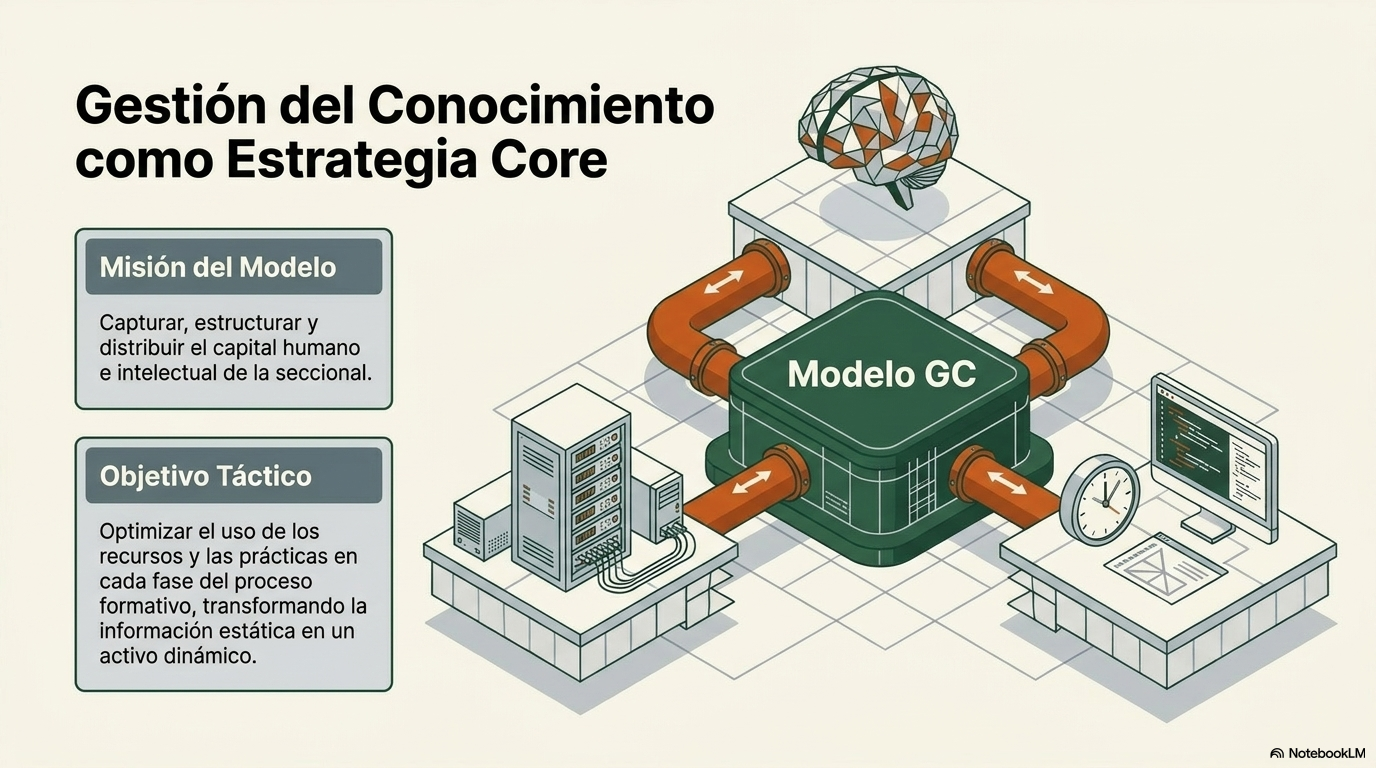 Gestión del Conocimiento
como Estrategia Core
Misión del Modelo
Capturar, estructurar y
distribuir el capital humano
e intelectual de la seccional.
Objetivo Táctico
Optimizar el uso de los
recursos y las prácticas en
cada fase del proceso
formativo, transformando la
información estática en un
activo dinámico.
Modelo GC
NotebookLM